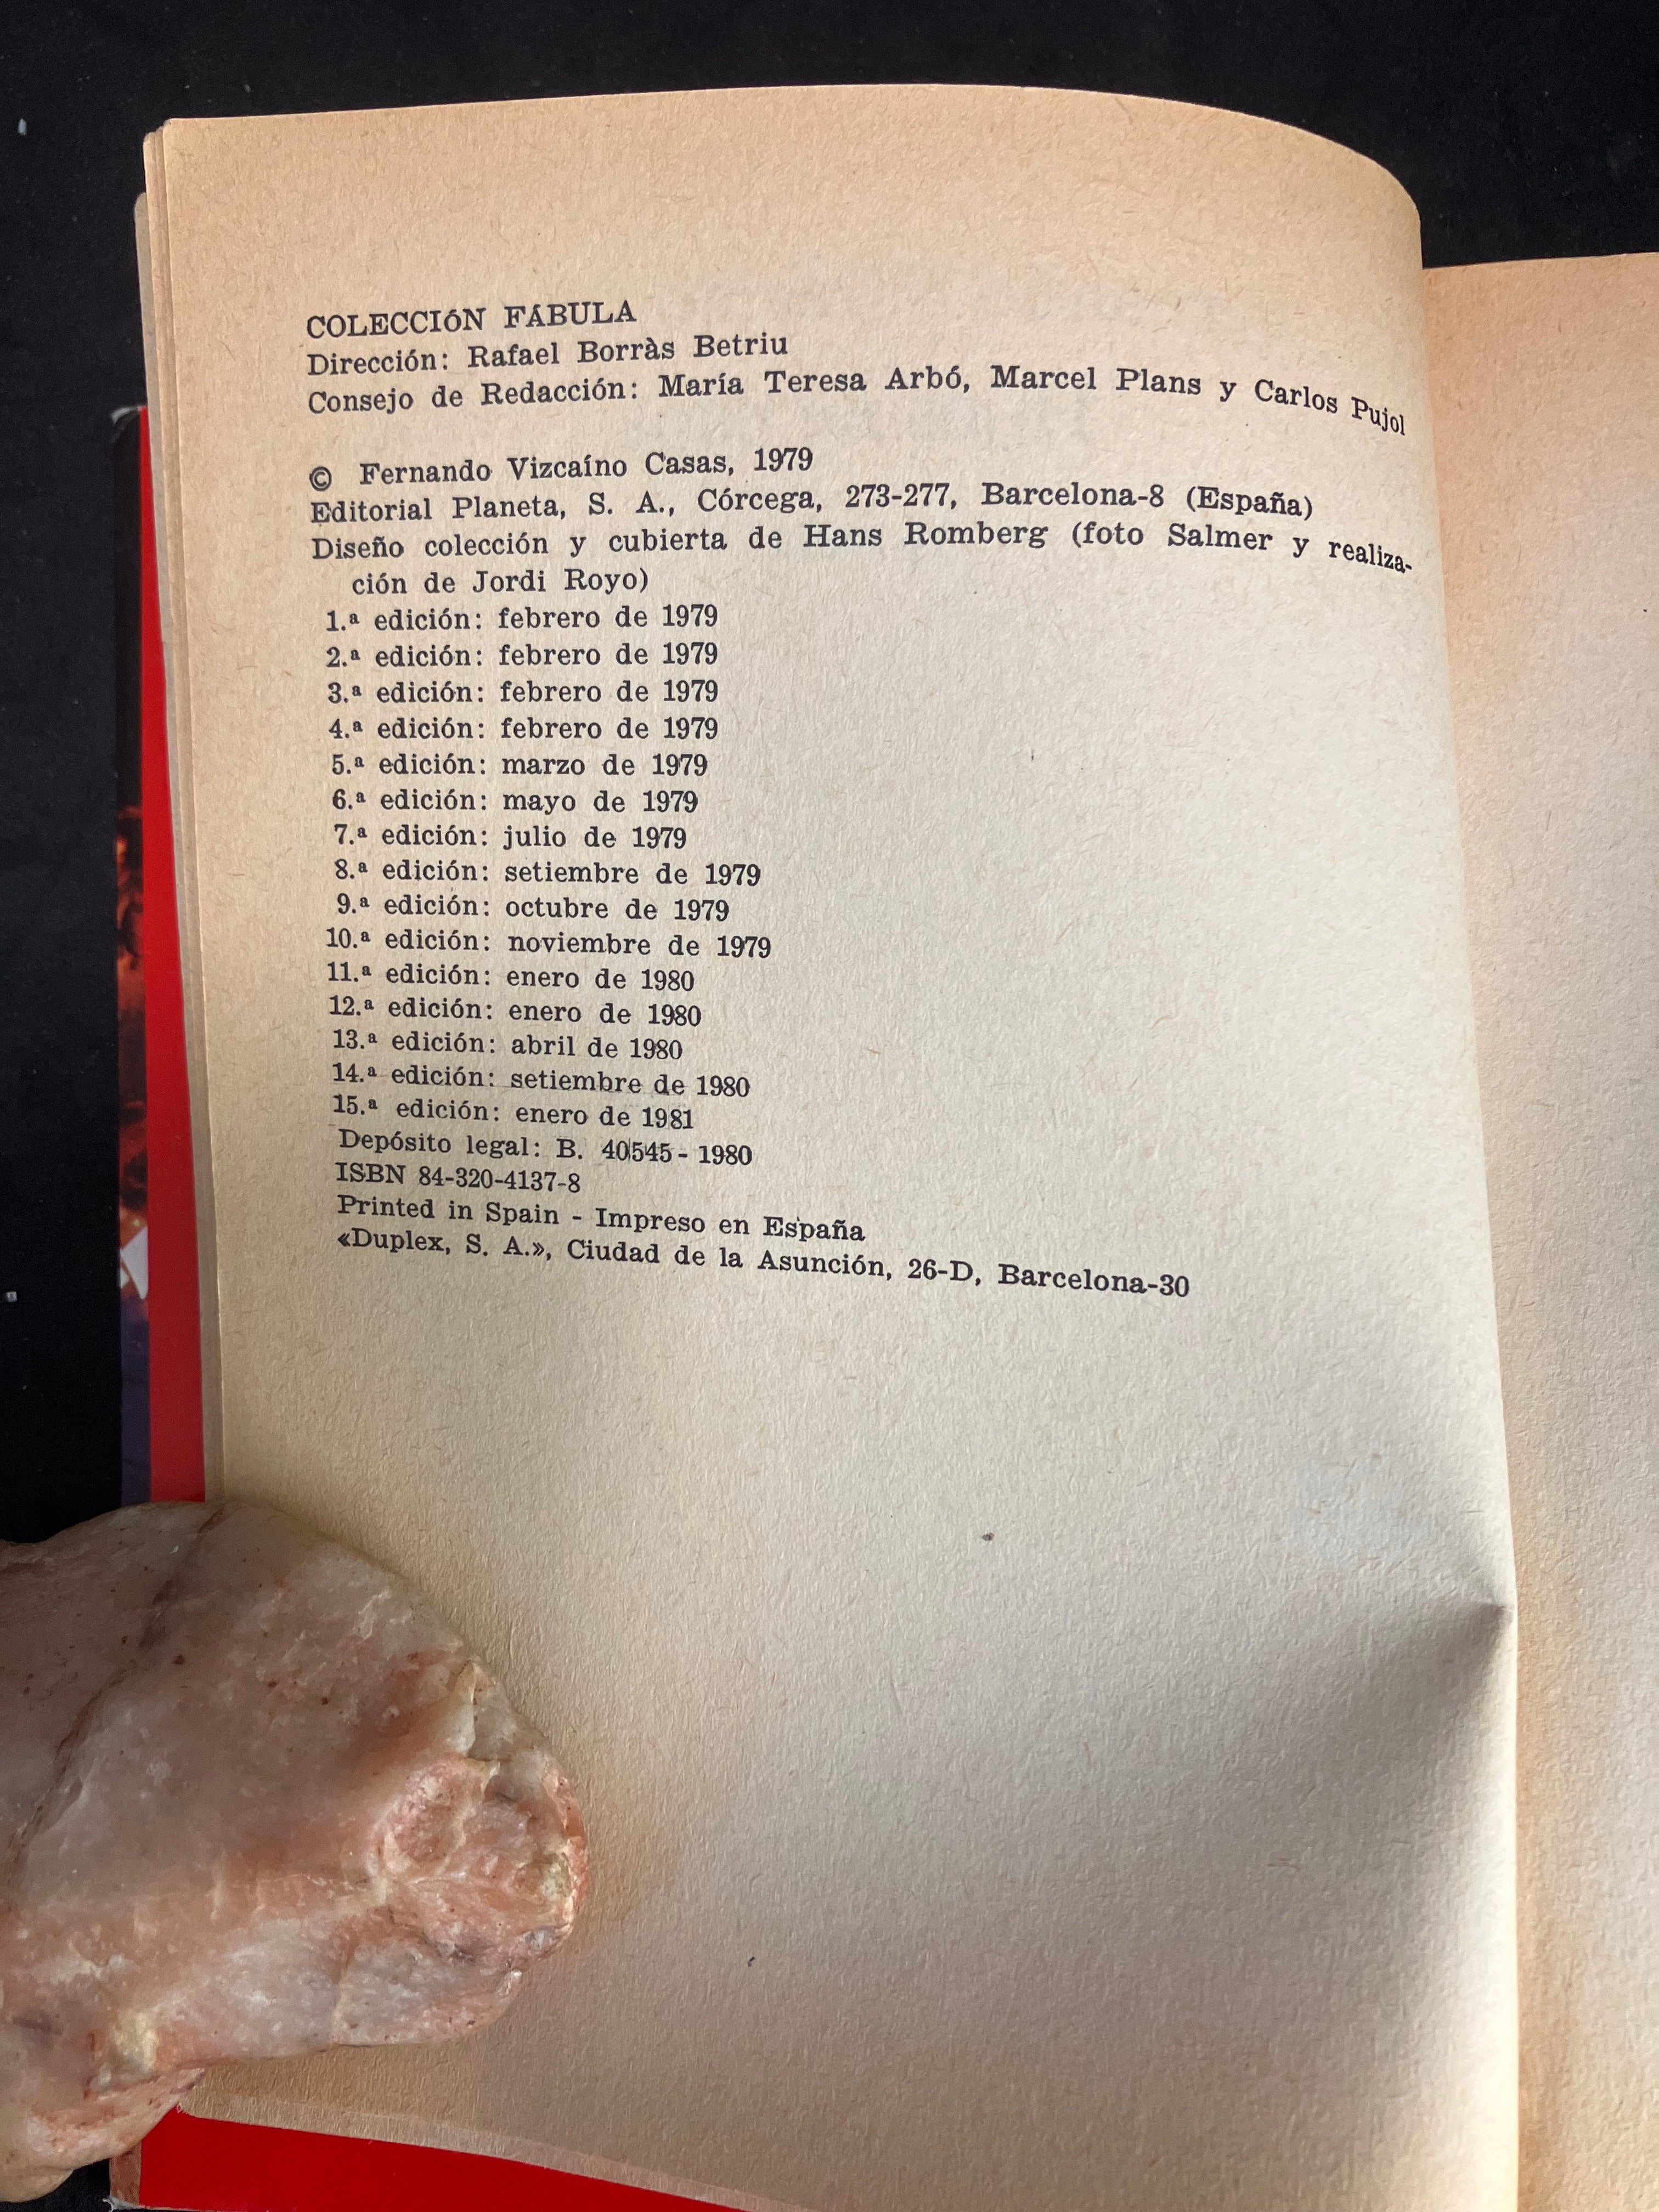 COLECCIÓN FÁBULA
Dirección: Rafael Borràs Betriu
Consejo de Redacción: María Teresa Arbó, Marcel Plans y Carlos Pujol
© Fernando Vizcaíno Casas, 1979
Editorial Planeta, S. A., Córcega, 273-277, Barcelona-8 (España)
Diseño colección y cubierta de Hans Romberg (foto Salmer y realiza-
ción de Jordi Royo)
1.ª edición: febrero de 1979
2.ª edición: febrero de 1979
3.ª edición: febrero de 1979
4.ª edición: febrero de 1979
5.ª edición: marzo de 1979
6.ª edición: mayo de 1979
7.ª edición: julio de 1979
8.ª edición: setiembre de 1979
9.ª edición: octubre de 1979
10.ª edición: noviembre de 1979
11.ª edición: enero de 1980
12.ª edición: enero de 1980
13.ª edición: abril de 1980
14.ª edición: setiembre de 1980
15.ª edición: enero de 1981
Depósito legal: B. 40545 - 1980
ISBN 84-320-4137-8
Printed in Spain - Impreso en España
«Duplex, S. A.», Ciudad de la Asunción, 26-D, Barcelona-30